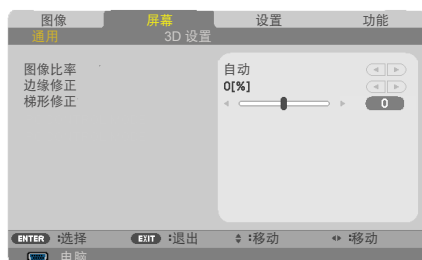 图像 屏幕 设置 功能
通用 3D 设置
图像比率 自动
边缘修正 0[%]
梯形修正 0
ENTER :选择 EXIT :退出 :移动 :移动
电脑